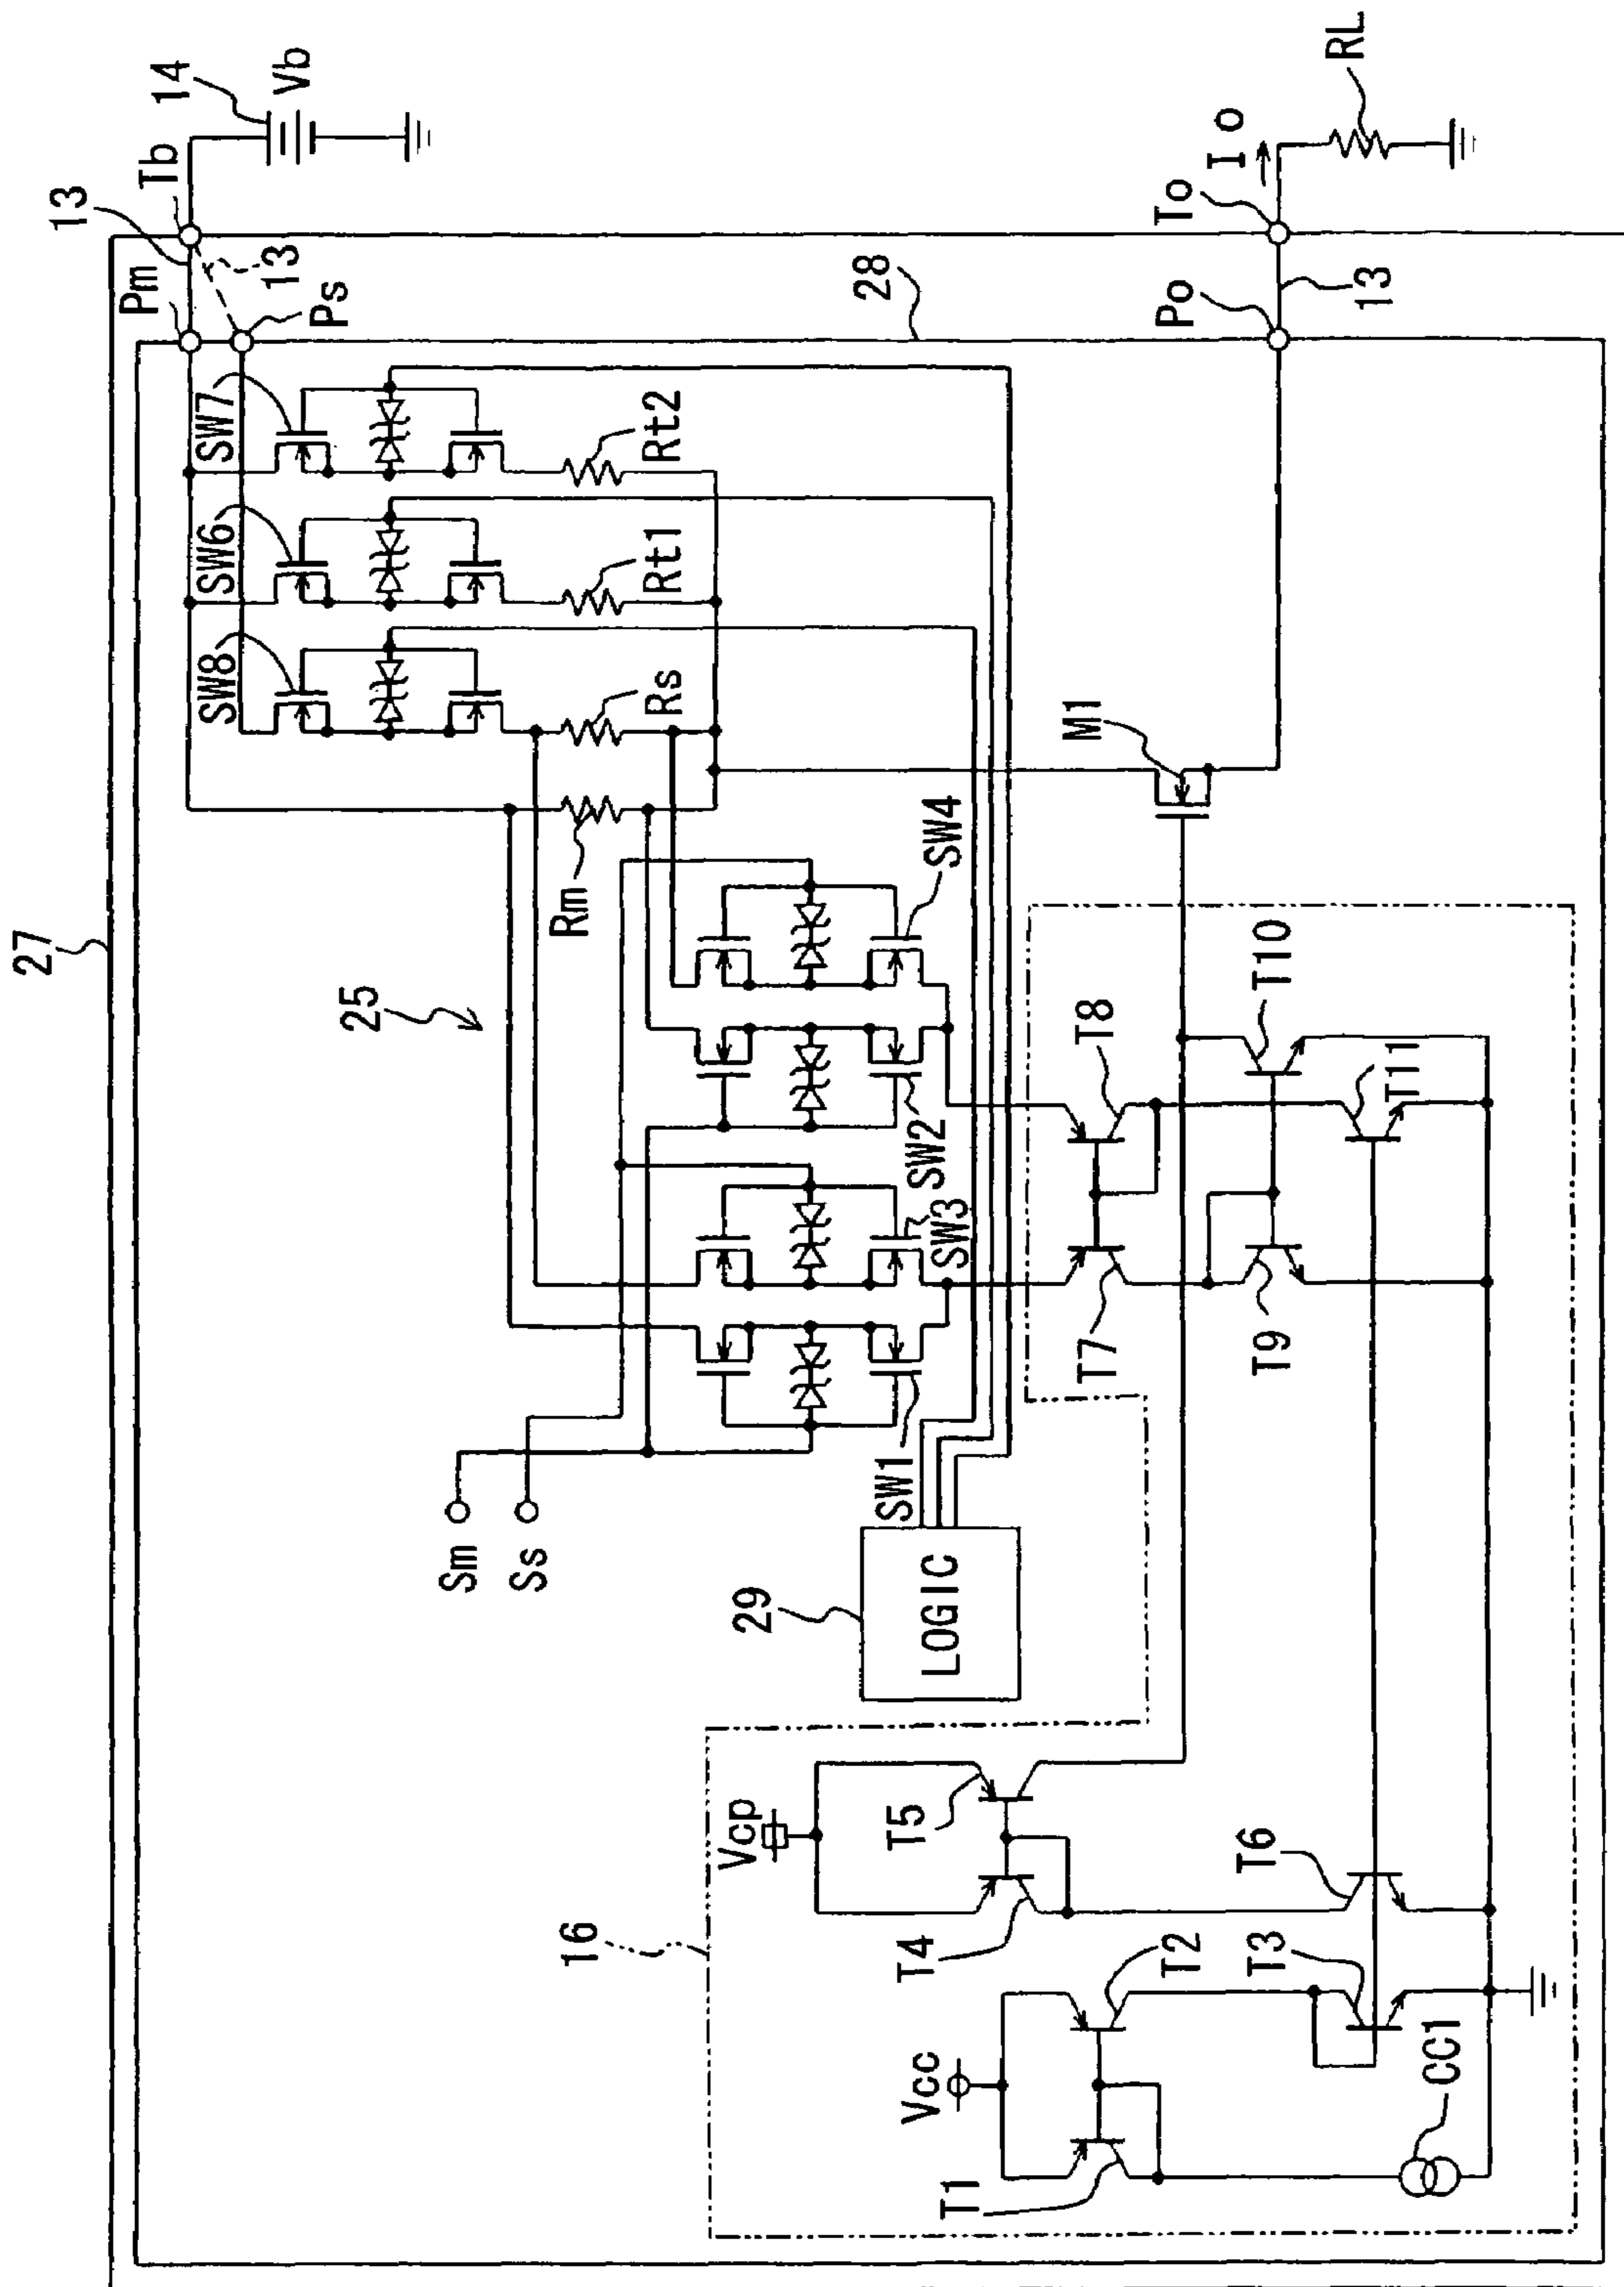 27
13
Tb
14
Vb
Pm
13
Ps
28
SW7
SW6
SW8
Rt2
Rt1
Rs
Rm
25
SW4
SW2
SW3
SW1
Sm
Ss
29
LOGIC
M1
Po
To
13
Io
RL
16
Vcp
T5
T4
Vcc
T1
T2
T3
T6
CC1
T7
T8
T9
T10
T11